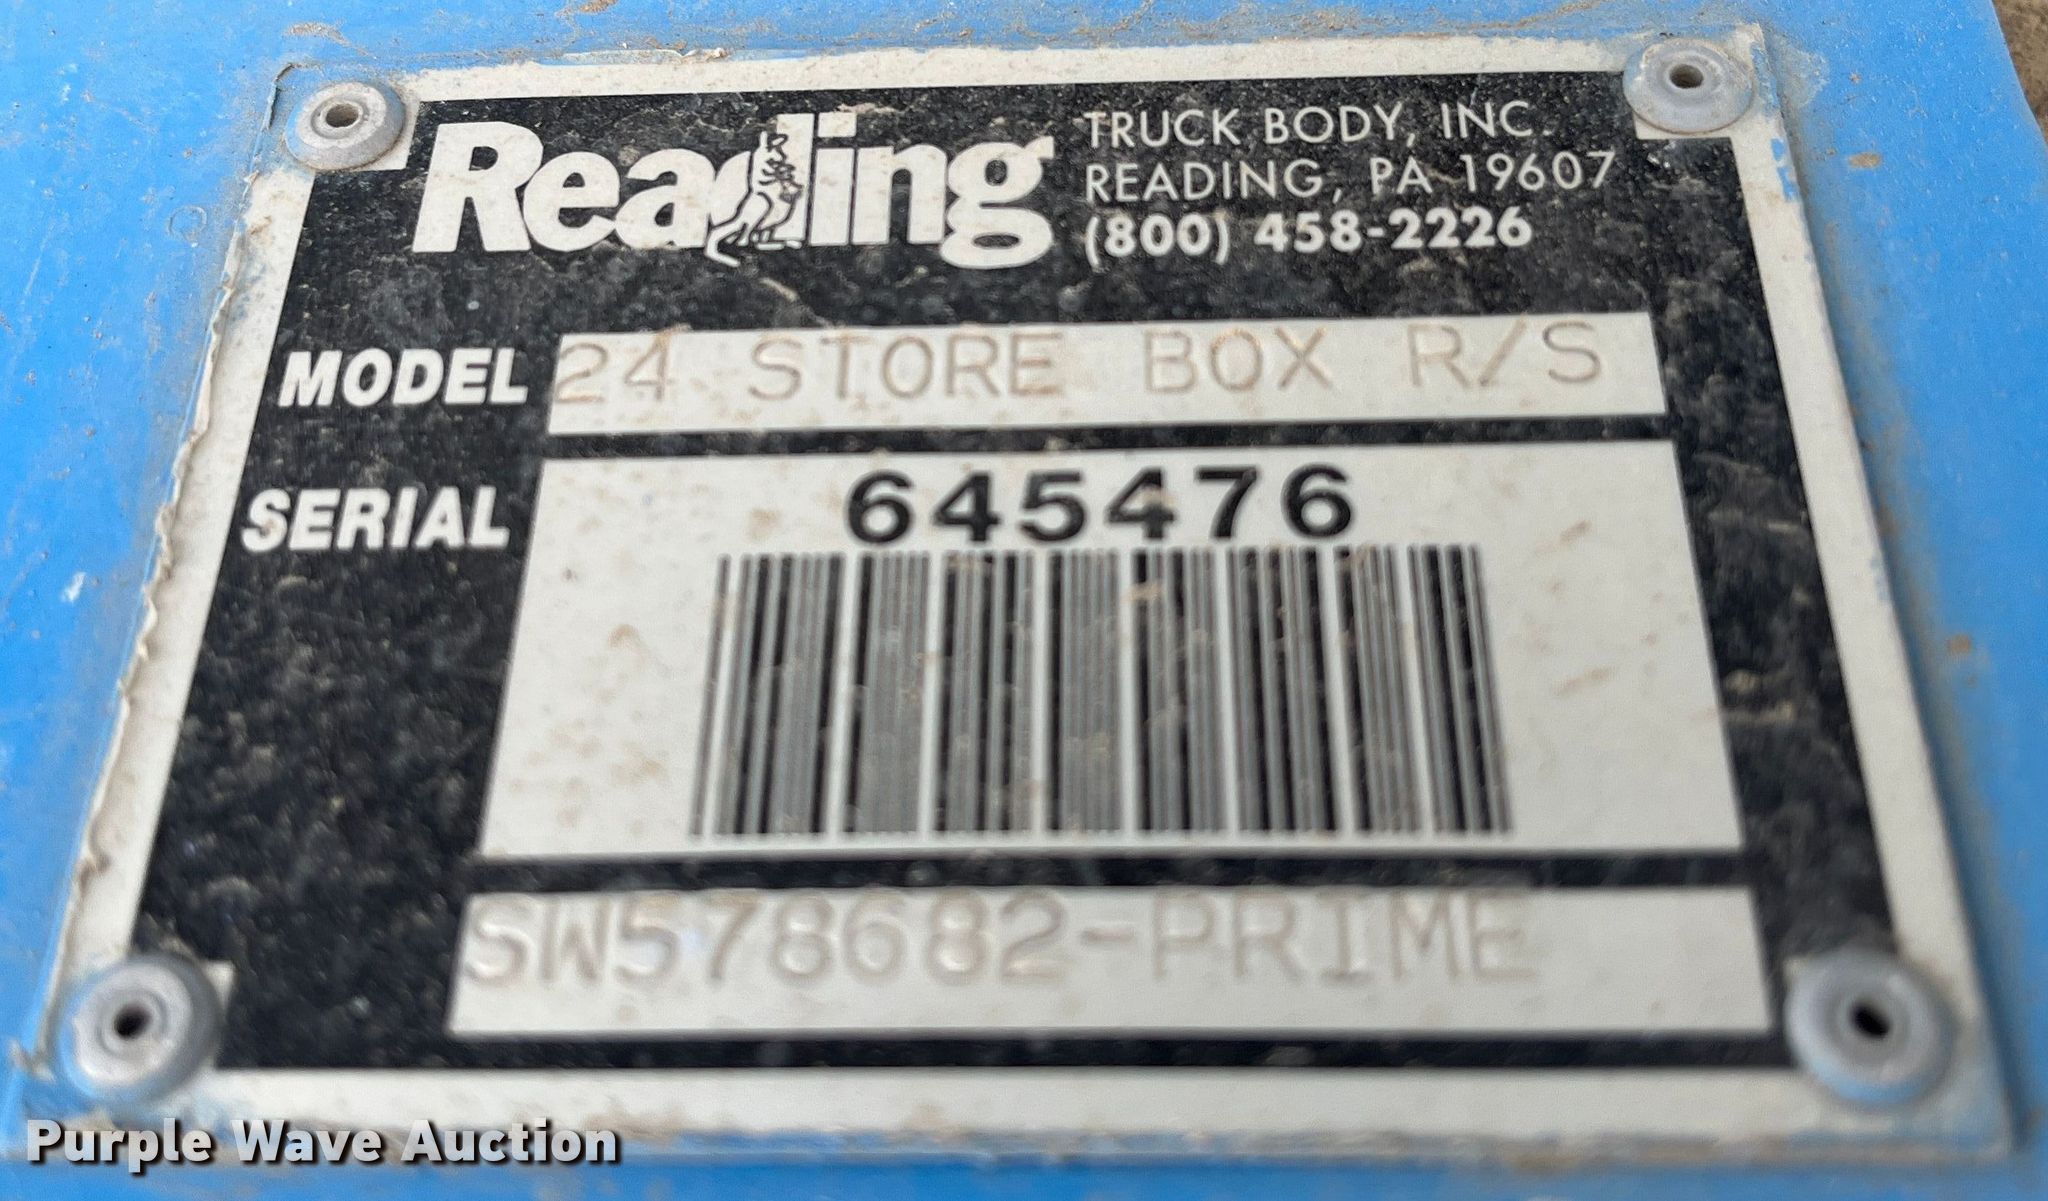 Reading
TRUCK BODY, INC.
READING, PA 19607
(800) 458-2226
MODEL 24 STORE BOX R/S
SERIAL 645476
SW578682-PRIME
Purple Wave Auction